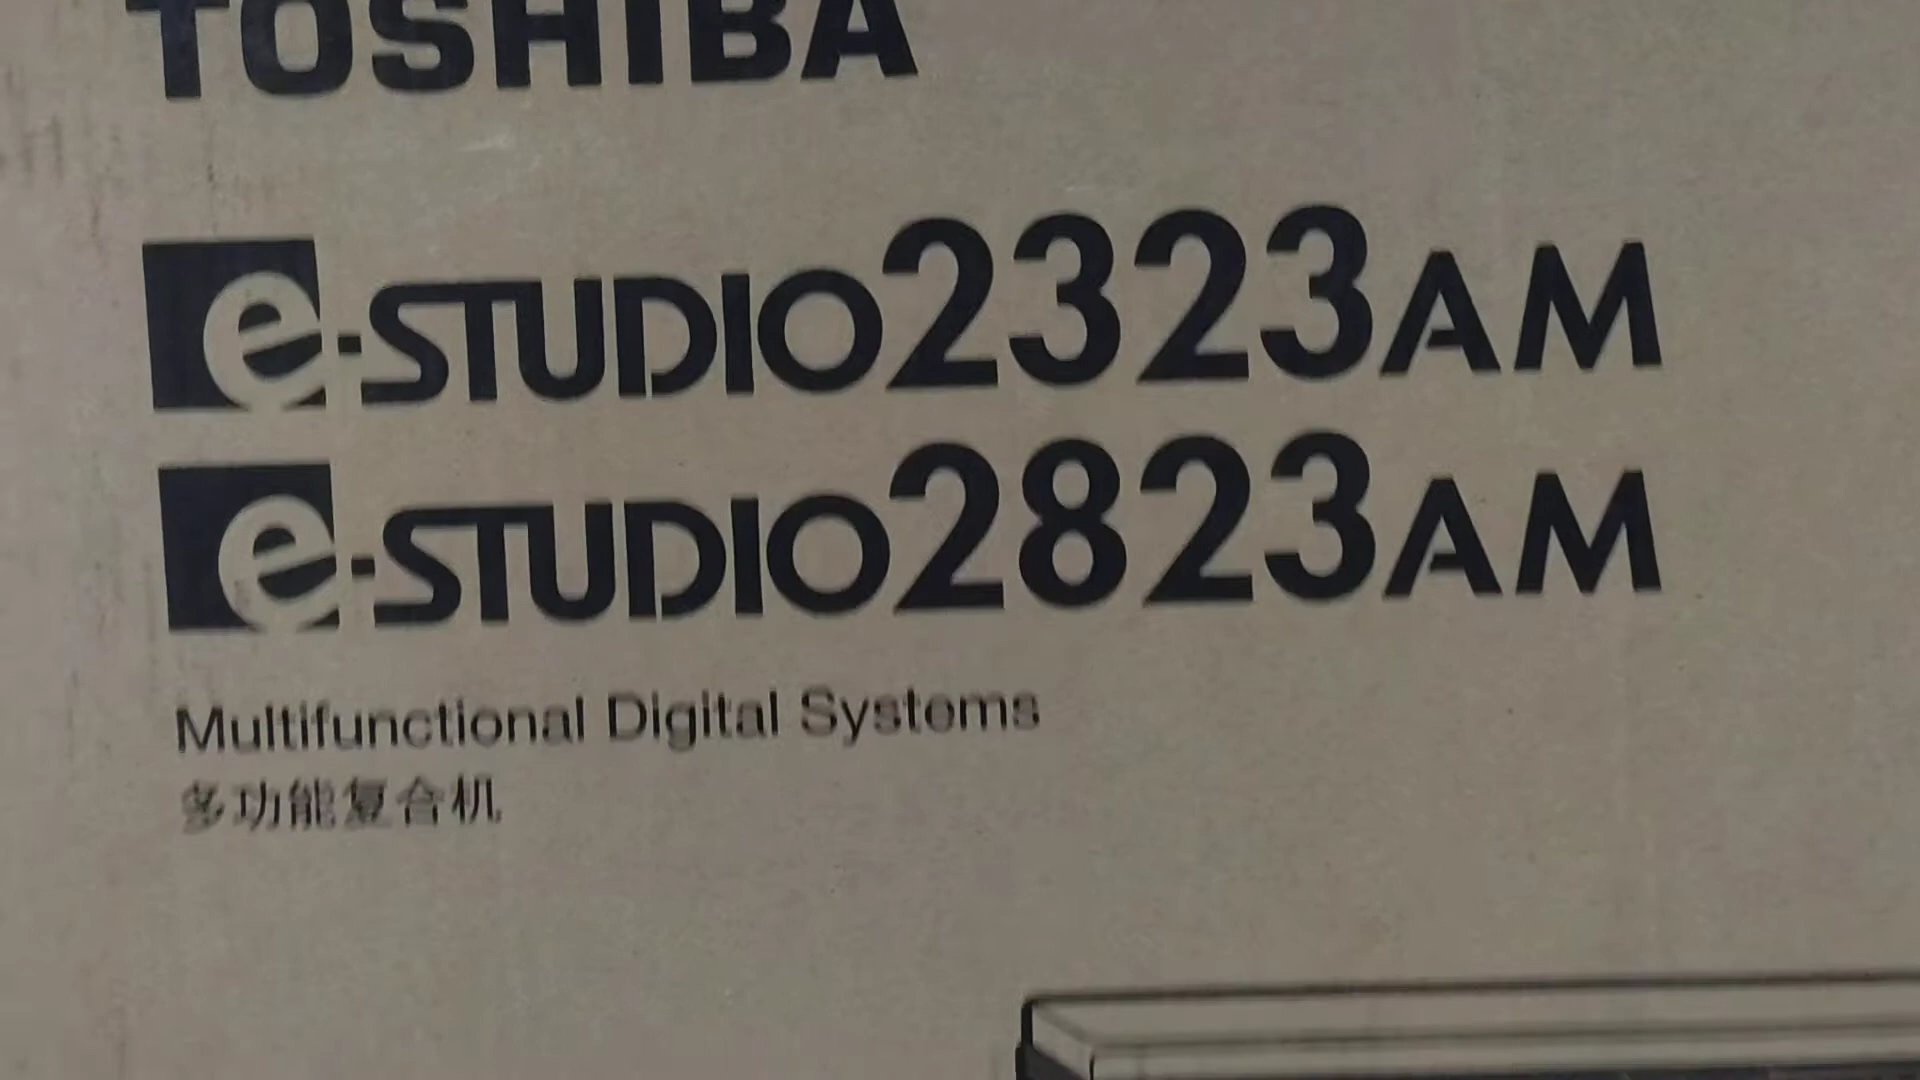 TOSHIBA
e-STUDIO2323AM
e-STUDIO2823AM
Multifunctional Digital Systems
多功能复合机